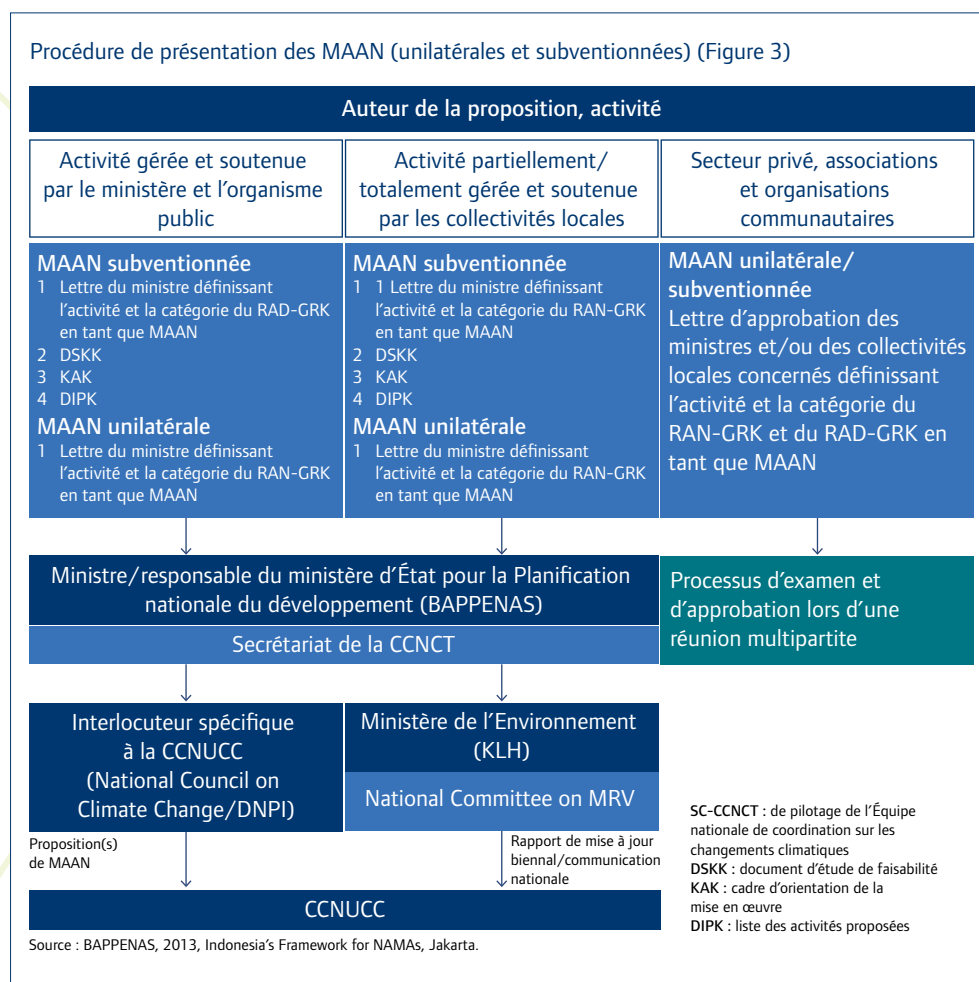 Procédure de présentation des MAAN (unilatérales et subventionnées) (Figure 3)
Auteur de la proposition, activité
Activité gérée et soutenue
par le ministère et l'organisme
public
Activité partiellement/
totalement gérée et soutenue
par les collectivités locales
Secteur privé, associations
et organisations
communautaires
MAAN subventionnée
1 Lettre du ministre définissant
l'activité et la catégorie du RAD-GRK
en tant que MAAN
2 DSKK
3 KAK
4 DIPK
MAAN unilatérale
1 Lettre du ministre définissant
l'activité et la catégorie du RAN-GRK
en tant que MAAN
MAAN subventionnée
1 1 Lettre du ministre définissant
l'activité et la catégorie du RAN-GRK
en tant que MAAN
2 DSKK
3 KAK
4 DIPK
MAAN unilatérale
1 Lettre du ministre définissant
l'activité et la catégorie du RAN-GRK
en tant que MAAN
MAAN unilatérale/
subventionnée
Lettre d'approbation des
ministres et/ou des collectivités
locales concernés définissant
l'activité et la catégorie du
RAN-GRK et du RAD-GRK en
tant que MAAN
Ministre/responsable du ministère d'État pour la Planification
nationale du développement (BAPPENAS)
Secrétariat de la CCNCT
Processus d'examen et
d'approbation lors d'une
réunion multipartite
Interlocuteur spécifique
à la CCNUCC
(National Council on
Climate Change/DNPI)
Ministère de l'Environnement
(KLH)
National Committee on MRV
Proposition(s)
de MAAN
Rapport de mise à jour
biennal/communication
nationale
CCNUCC
SC-CCNCT : de pilotage de l'Équipe
nationale de coordination sur les
changements climatiques
DSKK : document d'étude de faisabilité
KAK : cadre d'orientation de la
mise en œuvre
DIPK : liste des activités proposées
Source : BAPPENAS, 2013, Indonesia's Framework for NAMAs, Jakarta.